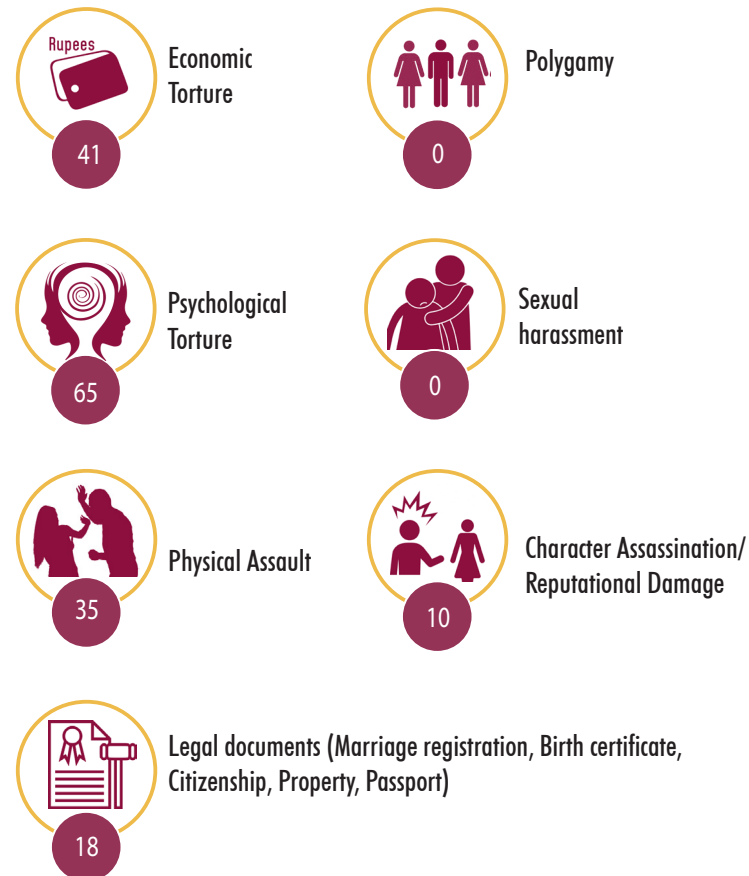 Rupees
Economic
Torture
41
Polygamy
0
Psychological
Torture
65
Sexual
harassment
0
Physical Assault
35
Character Assassination/
Reputational Damage
10
Legal documents (Marriage registration, Birth certificate,
Citizenship, Property, Passport)
18